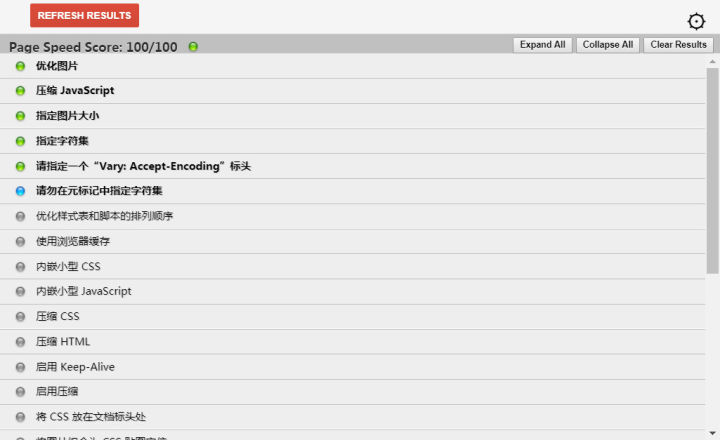 REFRESH RESULTS
Page Speed Score: 100/100 Expand All Collapse All Clear Results
优化图片
压缩 JavaScript
指定图片大小
指定字符集
请指定一个“Vary: Accept-Encoding”标头
请勿在元标记中指定字符集
优化样式表和脚本的排列顺序
使用浏览器缓存
内嵌小型 CSS
内嵌小型 JavaScript
压缩 CSS
压缩 HTML
启用 Keep-Alive
启用压缩
将 CSS 放在文档标头处